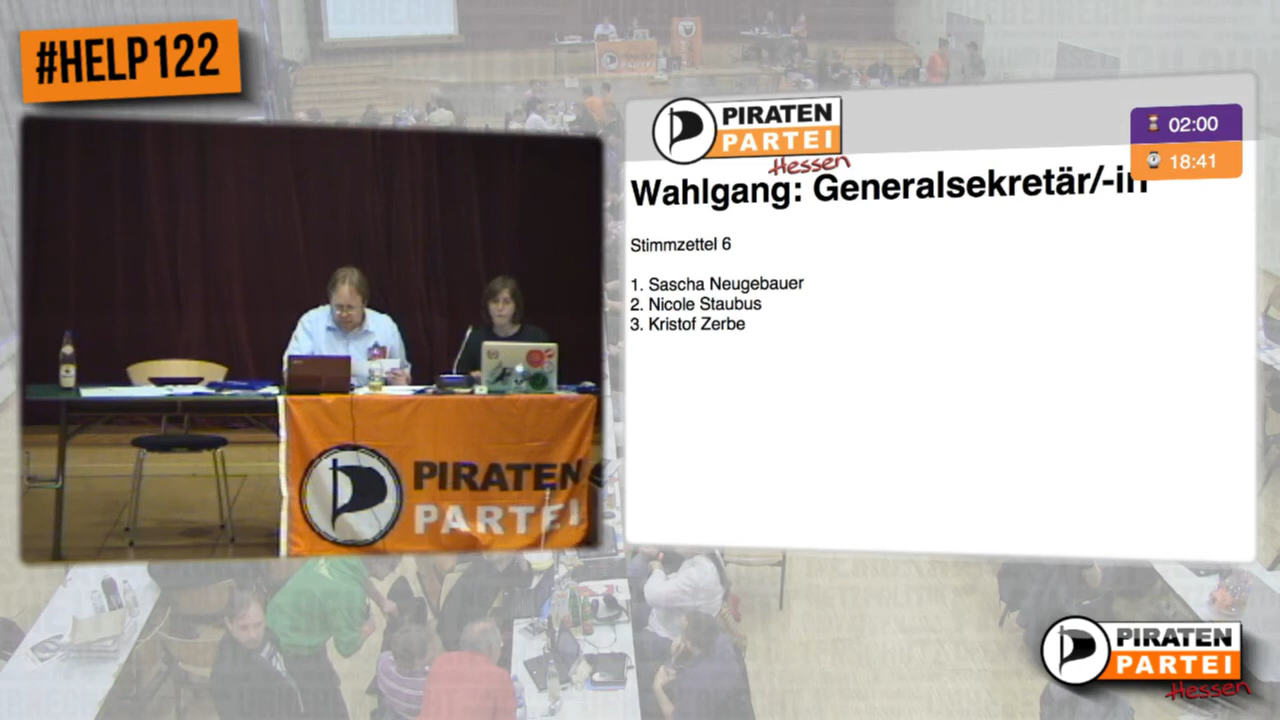 #HELP122
PIRATEN
PARTEI
Hessen
02:00
18:41
Wahlgang: Generalsekretär/-in
Stimmzettel 6
1. Sascha Neugebauer
2. Nicole Staubus
3. Kristof Zerbe
PIRATEN
PARTEI
PIRATEN
PARTEI
Hessen